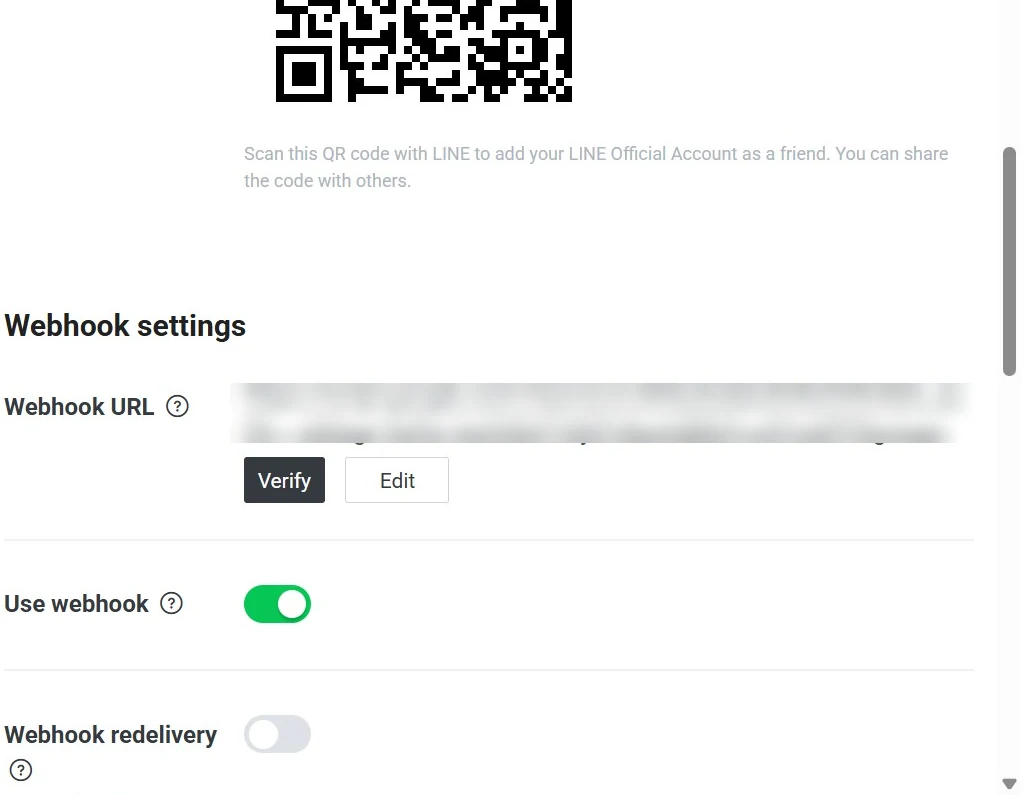 Scan this QR code with LINE to add your LINE Official Account as a friend. You can share
the code with others.
Webhook settings
Webhook URL ?
Verify
Edit
Use webhook ?
Webhook redelivery
?